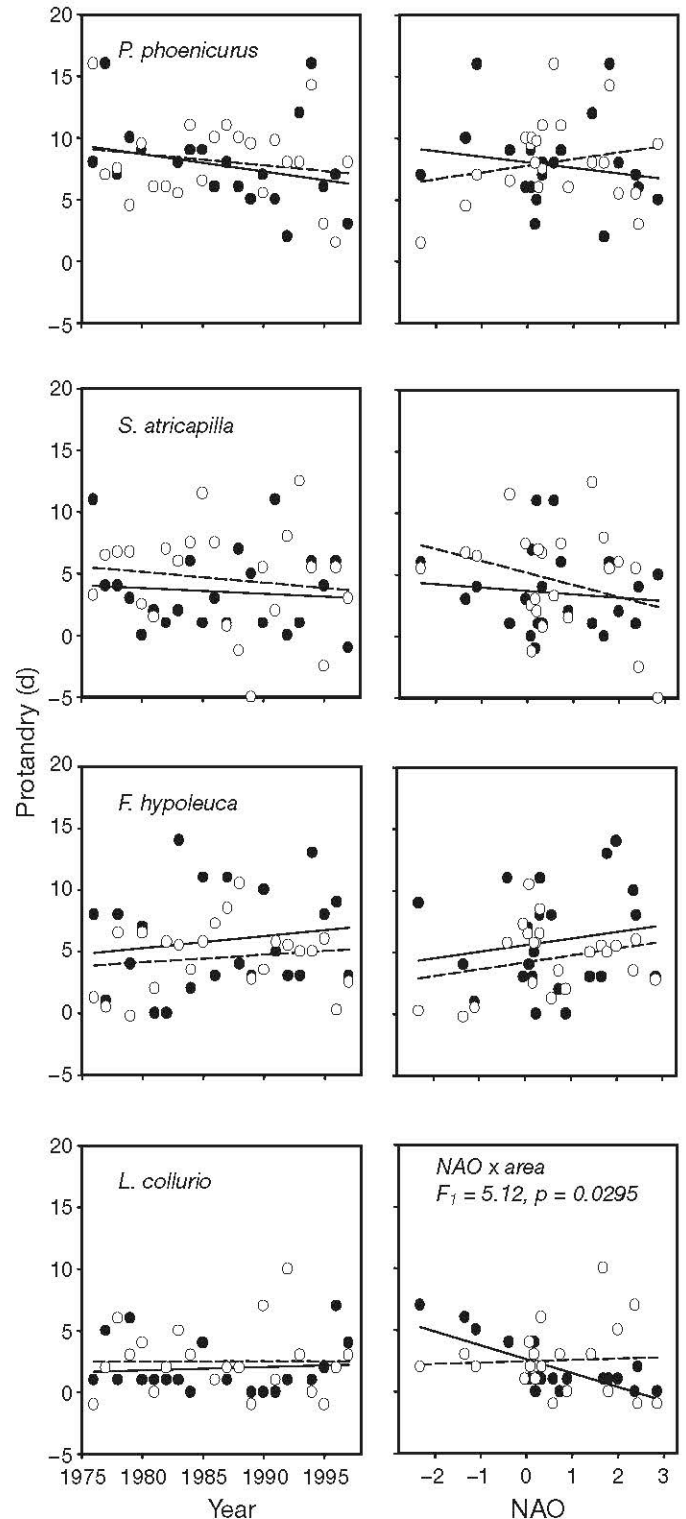 20
15
10
5
0
−5
P. phoenicurus
20
15
10
5
0
−5
S. atricapilla
Protandry (d)
20
15
10
5
0
−5
F. hypoleuca
20
15
10
5
0
−5
L. collurio
NAO x area
F1 = 5.12, p = 0.0295
1975 1980 1985 1990 1995
−2 −1 0 1 2 3
Year
NAO